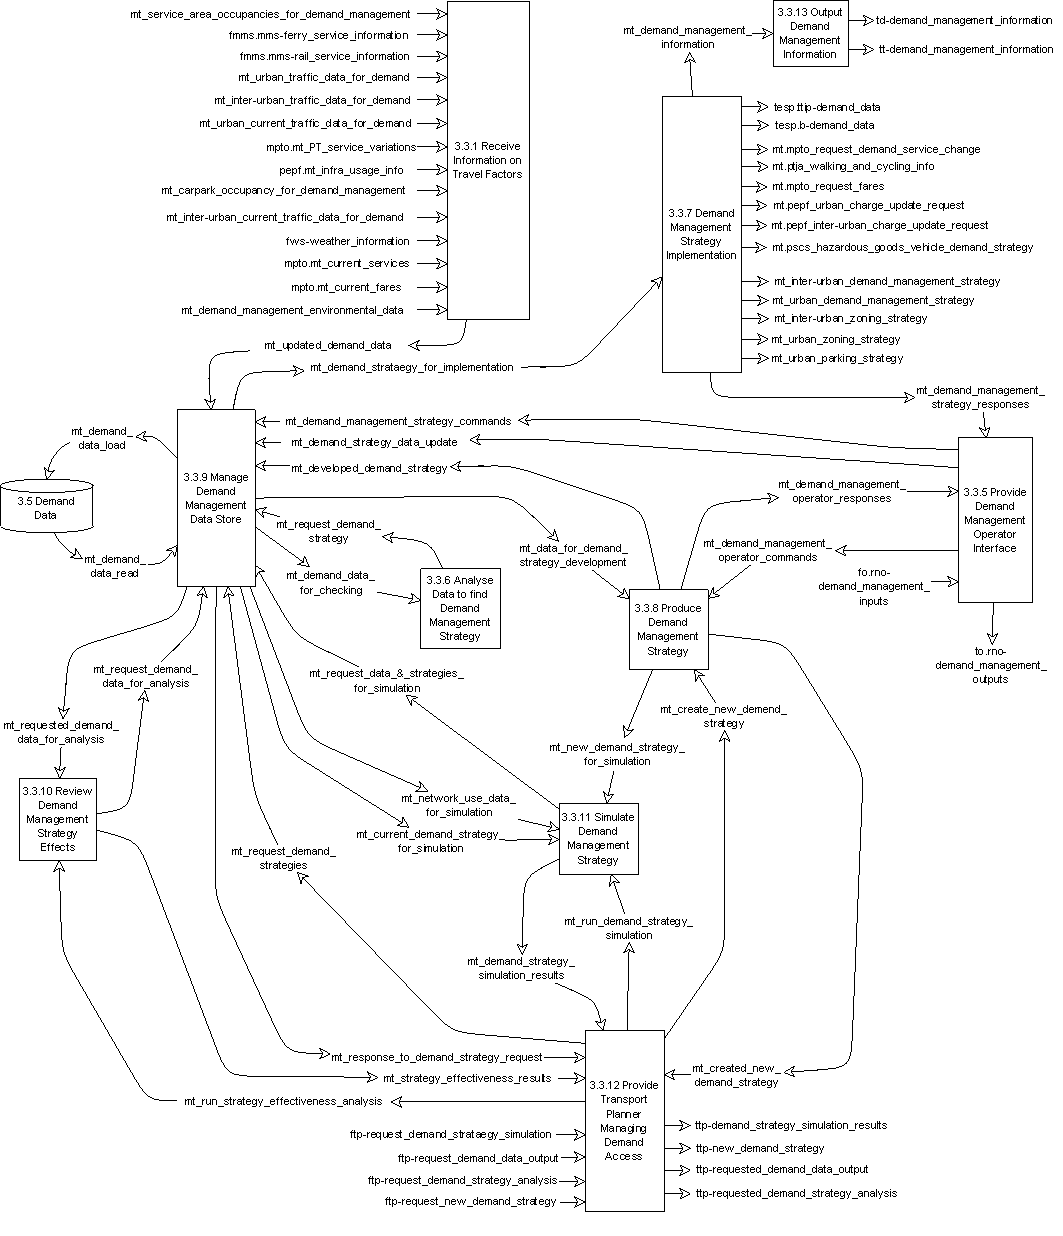 mt_service_area_occupancies_for_demand_management
fmms.mms-ferry_service_information
fmms.mms-rail_service_information
mt_urban_traffic_data_for_demand
mt_inter-urban_traffic_data_for_demand
mt_urban_current_traffic_data_for_demand
mpto.mt_PT_service_variations
pepf.mt_infra_usage_info
mt_carpark_occupancy_for_demand_management
mt_inter-urban_current_traffic_data_for_demand
fws-weather_information
mpto.mt_current_services
mpto.mt_current_fares
mt_demand_management_environmental_data
3.3.1 Receive
Information on
Travel Factors
mt_demand_management_
information
3.3.13 Output
Demand
Management
Information
td-demand_management_information
tt-demand_management_information
3.3.7 Demand
Management
Strategy
Implementation
tesp.ttip-demand_data
tesp.b-demand_data
mt.mpto_request_demand_service_change
mt.ptja_walking_and_cycling_info
mt.mpto_request_fares
mt.pepf_urban_charge_update_request
mt.pepf_inter-urban_charge_update_request
mt.pscs_hazardous_goods_vehicle_demand_strategy
mt_inter-urban_demand_management_strategy
mt_urban_demand_management_strategy
mt_inter-urban_zoning_strategy
mt_urban_zoning_strategy
mt_urban_parking_strategy
mt_updated_demand_data
mt_demand_strataegy_for_implementation
mt_demand_management_
strategy_responses
mt_demand_management_strategy_commands
mt_demand_strategy_data_update
mt_developed_demand_strategy
mt_demand_
data_load
3.5 Demand
Data
mt_demand_
data_read
3.3.9 Manage
Demand
Management
Data Store
mt_request_demand_
strategy
mt_demand_data_
for_checking
3.3.6 Analyse
Data to find
Demand
Management
Strategy
mt_data_for_demand_
strategy_development
mt_demand_management_
operator_responses
mt_demand_management_
operator_commands
3.3.5 Provide
Demand
Management
Operator
Interface
fo.rno-
demand_management_
inputs
to.rno-
demand_management_
outputs
3.3.8 Produce
Demand
Management
Strategy
mt_request_demand_
data_for_analysis
mt_requested_demand_
data_for_analysis
mt_request_data_&_strategies_
for_simulation
mt_create_new_demend_
strategy
mt_new_demand_strategy_
for_simulation
3.3.10 Review
Demand
Management
Strategy
Effects
mt_network_use_data_
for_simulation
mt_current_demand_strategy_
for_simulation
3.3.11 Simulate
Demand
Management
Strategy
mt_request_demand_
strategies
mt_run_demand_strategy_
simulation
mt_demand_strategy_
simulation_results
mt_response_to_demand_strategy_request
mt_strategy_effectiveness_results
mt_run_strategy_effectiveness_analysis
3.3.12 Provide
Transport
Planner
Managing
Demand
Access
mt_created_new_
demand_strategy
ftp-request_demand_strataegy_simulation
ftp-request_demand_data_output
ftp-request_demand_strategy_analysis
ftp-request_new_demand_strategy
ttp-demand_strategy_simulation_results
ttp-new_demand_strategy
ttp-requested_demand_data_output
ttp-requested_demand_strategy_analysis